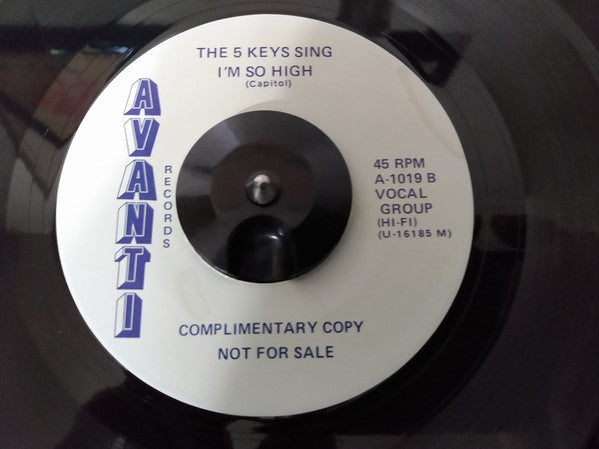 THE 5 KEYS SING
I'M SO HIGH
(Capitol)
AVANTI
RECORDS
45 RPM
A-1019 B
VOCAL
GROUP
(HI-FI)
(U-16185 M)
COMPLIMENTARY COPY
NOT FOR SALE